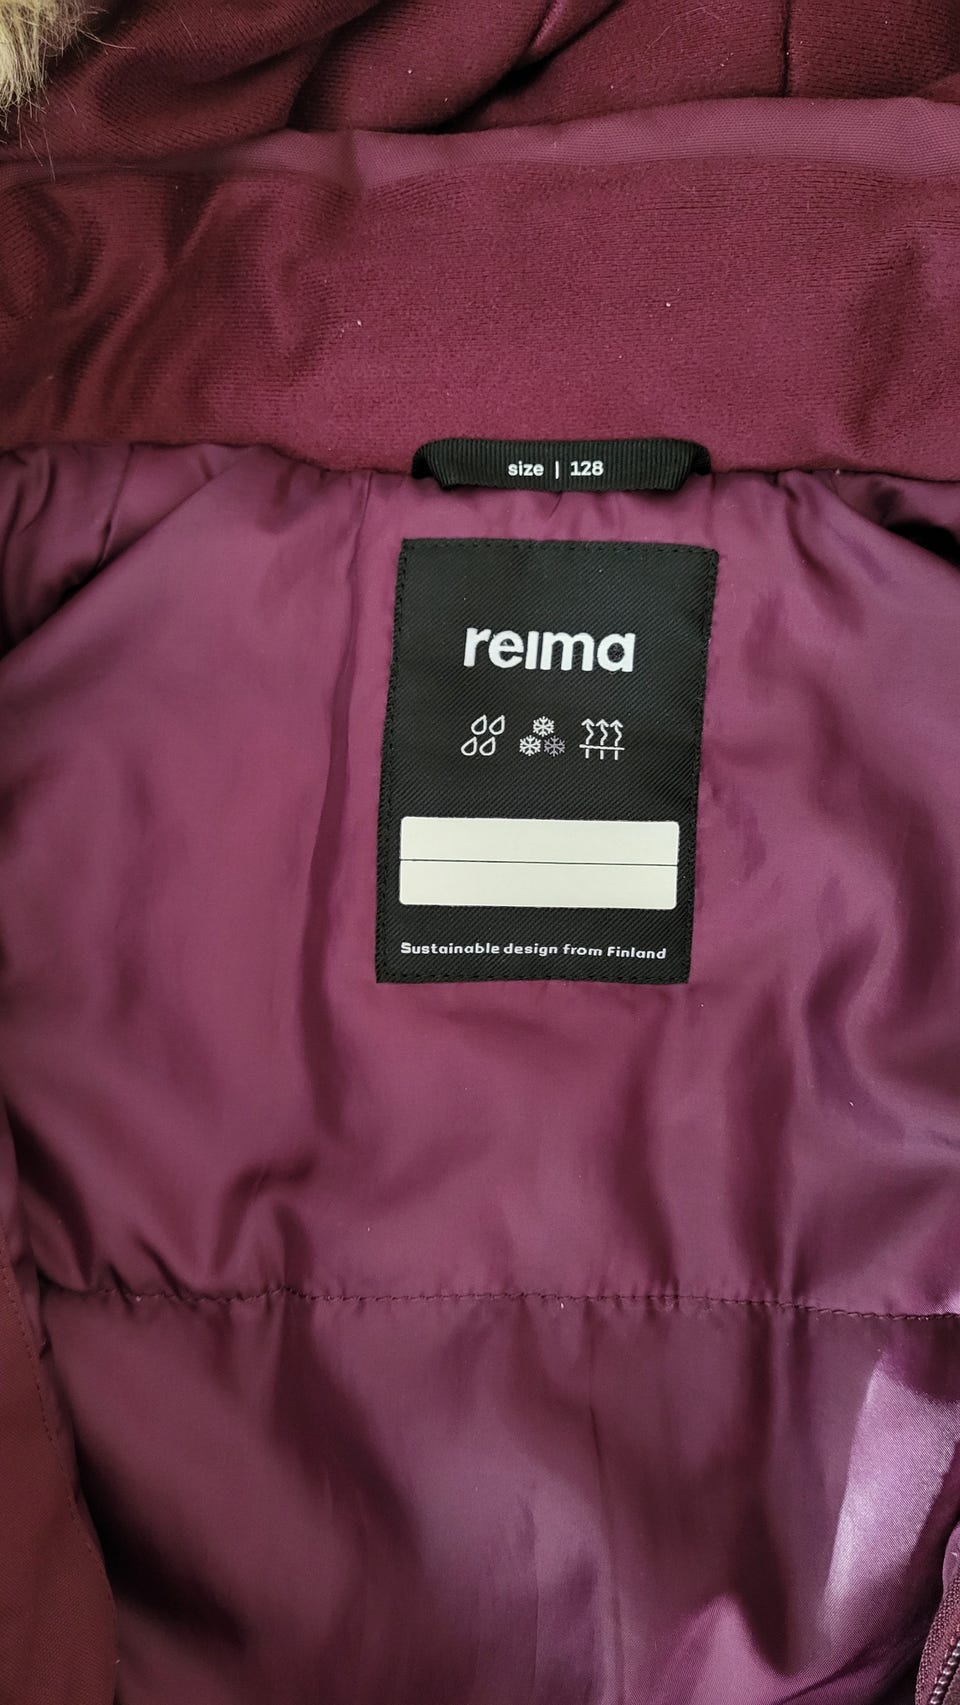 size | 128
reima
Sustainable design from Finland